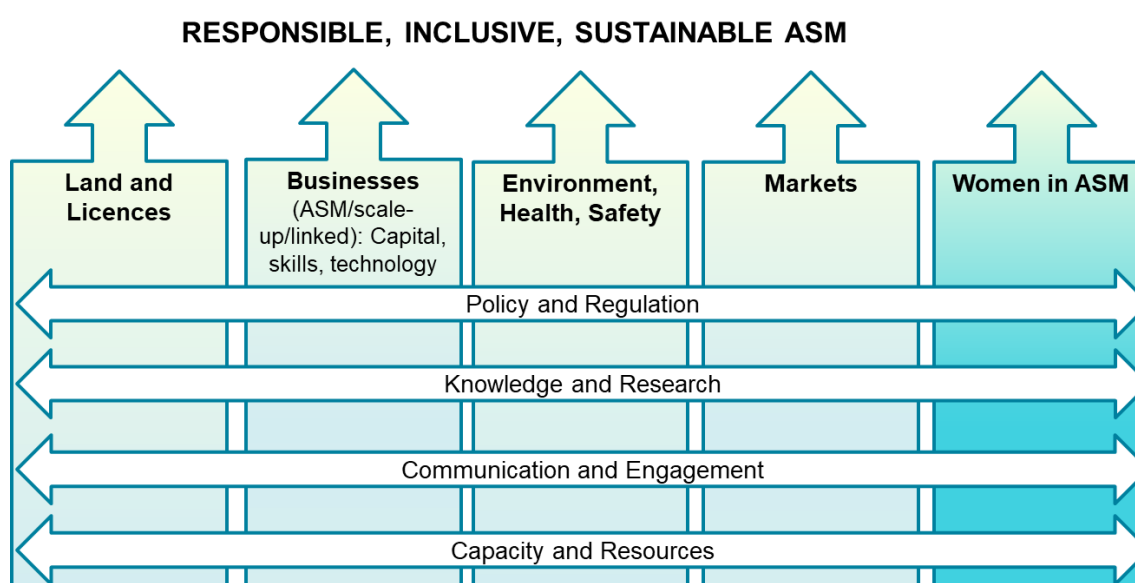 RESPONSIBLE, INCLUSIVE, SUSTAINABLE ASM
Land and
Licences
Businesses
(ASM/scale-
up/linked): Capital,
skills, technology
Environment,
Health, Safety
Markets
Women in ASM
Policy and Regulation
Knowledge and Research
Communication and Engagement
Capacity and Resources